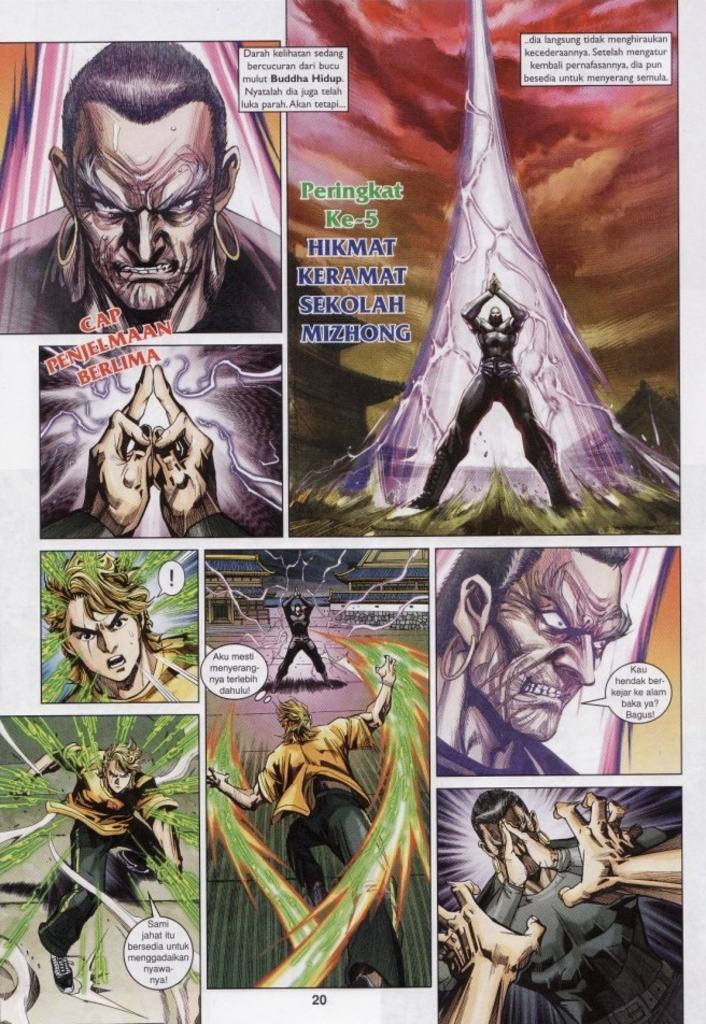 Darah kelihatan sedang
bercucuran dari bucu
mulut Buddha Hidup.
Nyatalah dia juga telah
luka parah. Akan tetapi...
..dia langsung tidak menghiraukan
kecederaannya. Setelah mengatur
kembali pernafasannya, dia pun
besedia untuk menyerang semula.
Peringkat
Ke-5
HIKMAT
KERAMAT
SEKOLAH
MIZHONG
CAP
PENJELMAAN
BERLIMA
!
Aku mesti
menyerang-
nya terlebih
dahulu!
Kau
hendak ber-
kejar ke alam
baka ya?
Bagus!
Sami
jahat itu
bersedia untuk
menggadaikan
nyawa-
nya!
20